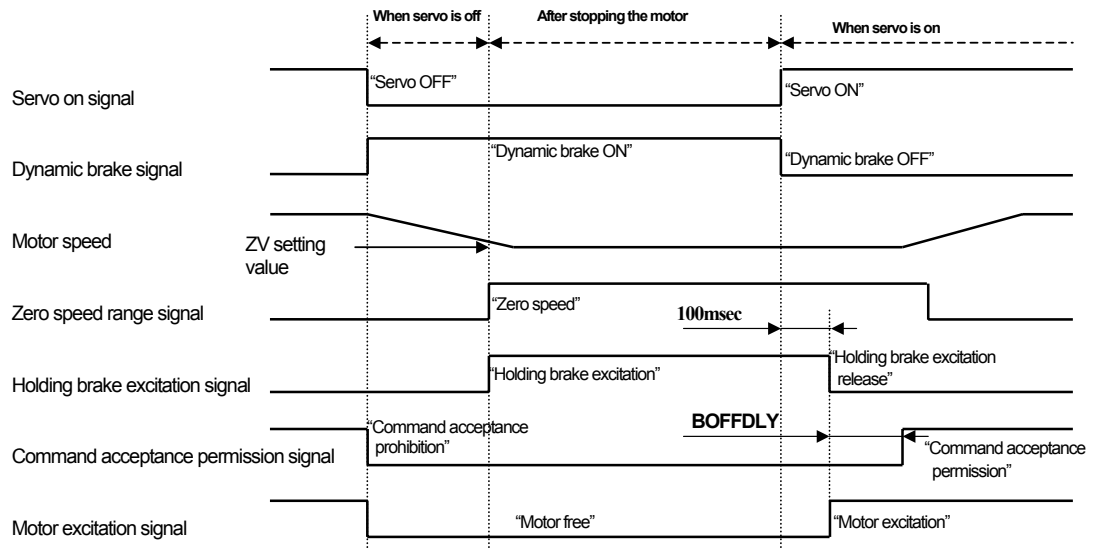 When servo is off
After stopping the motor
When servo is on
Servo on signal
“Servo OFF”
“Servo ON”
Dynamic brake signal
“Dynamic brake ON”
“Dynamic brake OFF”
Motor speed
ZV setting
value
Zero speed range signal
“Zero speed”
100msec
Holding brake excitation signal
“Holding brake excitation”
“Holding brake excitation
release”
BOFFDLY
Command acceptance permission signal
“Command acceptance
prohibition”
“Command acceptance
permission”
Motor excitation signal
“Motor free”
“Motor excitation”